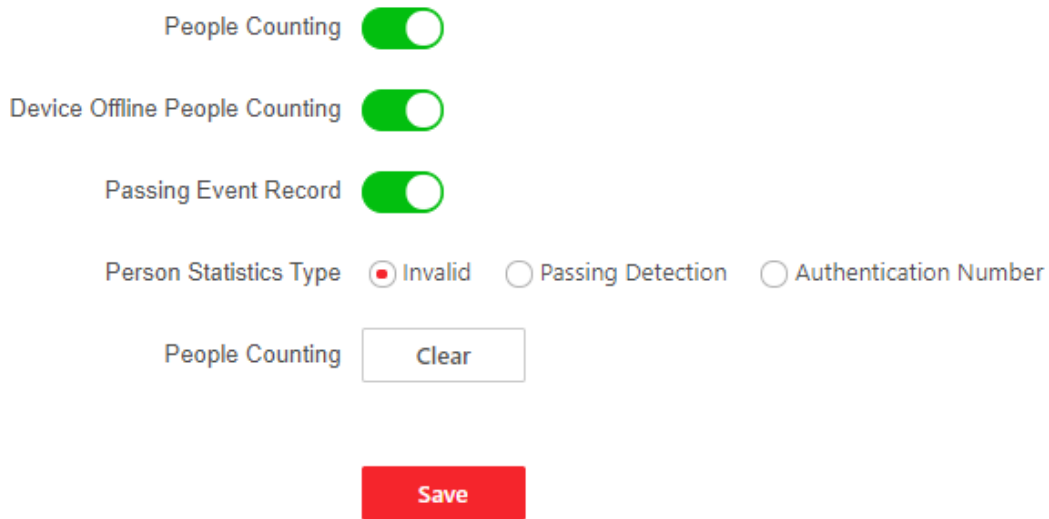 People Counting
Device Offline People Counting
Passing Event Record
Person Statistics Type Invalid Passing Detection Authentication Number
People Counting Clear
Save